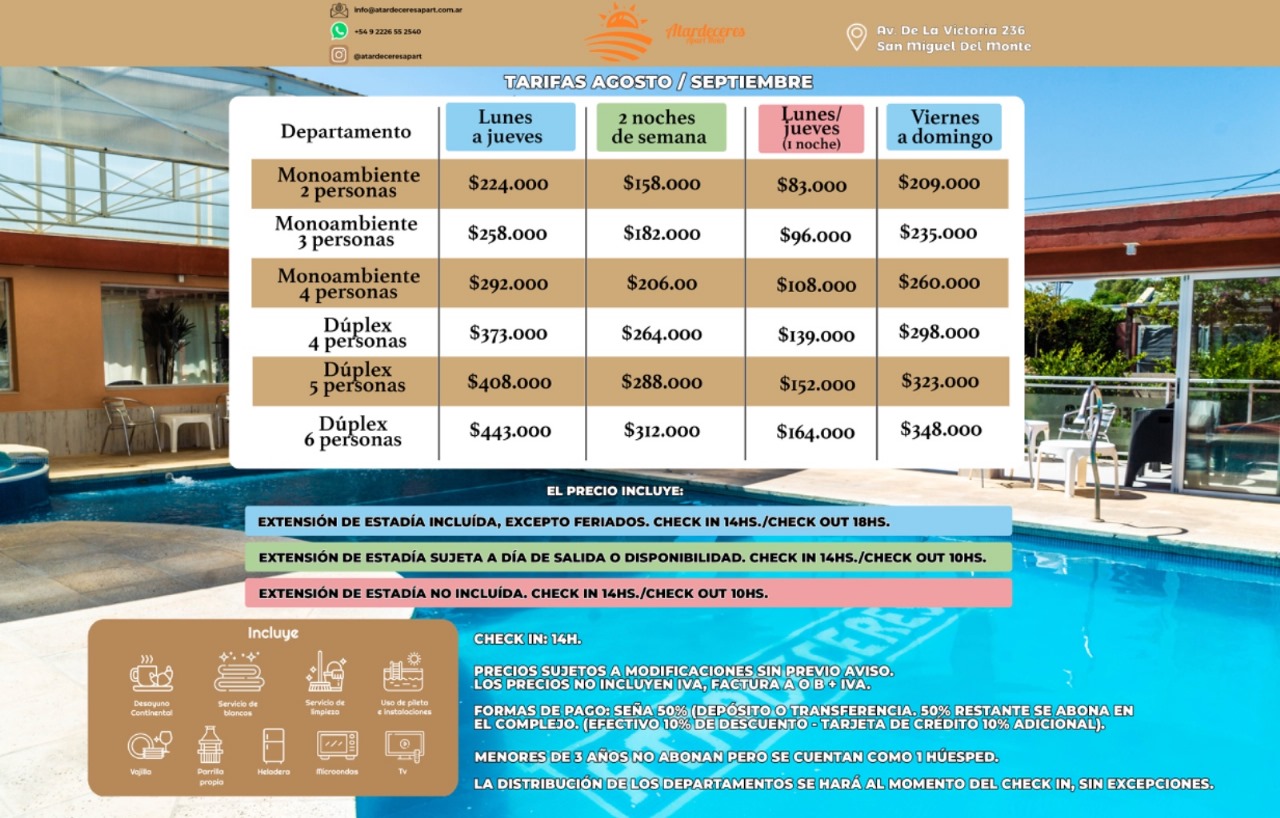 info@atardeceresapart.com.ar
+54 9 2226 55 2540
@atardeceresapart
Atardeceres
Apart Hotel
Av. De La Victoria 236
San Miguel Del Monte
TARIFAS AGOSTO / SEPTIEMBRE
Departamento
Lunes
a jueves
2 noches
de semana
Lunes/
jueves
(1 noche)
Viernes
a domingo
Monoambiente
2 personas
$224.000
$158.000
$83.000
$209.000
Monoambiente
3 personas
$258.000
$182.000
$96.000
$235.000
Monoambiente
4 personas
$292.000
$206.00
$108.000
$260.000
Dúplex
4 personas
$373.000
$264.000
$139.000
$298.000
Dúplex
5 personas
$408.000
$288.000
$152.000
$323.000
Dúplex
6 personas
$443.000
$312.000
$164.000
$348.000
EL PRECIO INCLUYE:
EXTENSIÓN DE ESTADÍA INCLUÍDA, EXCEPTO FERIADOS. CHECK IN 14HS./CHECK OUT 18HS.
EXTENSIÓN DE ESTADÍA SUJETA A DÍA DE SALIDA O DISPONIBILIDAD. CHECK IN 14HS./CHECK OUT 10HS.
EXTENSIÓN DE ESTADÍA NO INCLUÍDA. CHECK IN 14HS./CHECK OUT 10HS.
Incluye
Desayuno
Continental
Servicio de
blancos
Servicio de
limpieza
Uso de pileta
e instalaciones
Vajilla
Parrilla
propia
Heladera
Microondas
Tv
CHECK IN: 14H.
PRECIOS SUJETOS A MODIFICACIONES SIN PREVIO AVISO.
LOS PRECIOS NO INCLUYEN IVA, FACTURA A O B + IVA.
FORMAS DE PAGO: SEÑA 50% (DEPÓSITO O TRANSFERENCIA. 50% RESTANTE SE ABONA EN
EL COMPLEJO. (EFECTIVO 10% DE DESCUENTO - TARJETA DE CRÉDITO 10% ADICIONAL).
MENORES DE 3 AÑOS NO ABONAN PERO SE CUENTAN COMO 1 HÚESPED.
LA DISTRIBUCIÓN DE LOS DEPARTAMENTOS SE HARÁ AL MOMENTO DEL CHECK IN, SIN EXCEPCIONES.